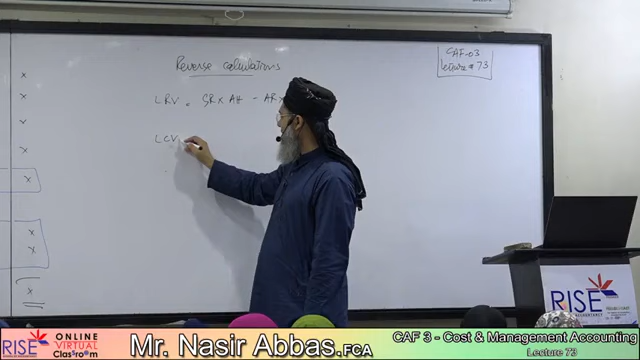 Reverse calculations
CAF-03
Lecture # 73
LRV = SR x AH - AR x
LCV
x
x
x
x
x
x
x
RISE
RISE
ONLINE
VIRTUAL
Classroom
Mr. Nasir Abbas.FCA
CAF 3 - Cost & Management Accounting
Lecture 73